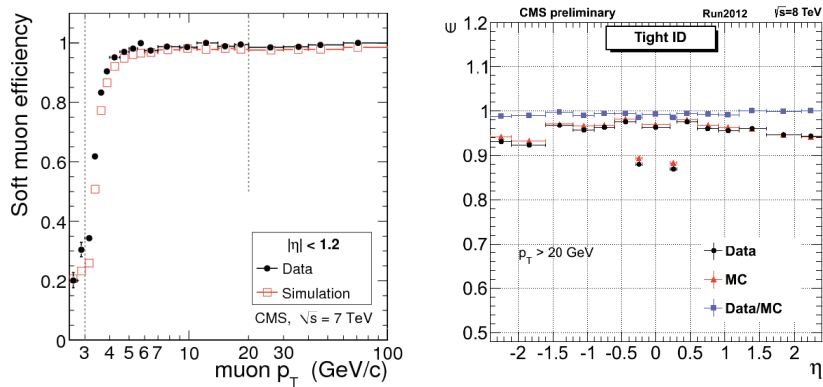 Soft muon efficiency
1
0.8
0.6
0.4
0.2
0
|η| < 1.2
Data
Simulation
CMS, √s = 7 TeV
3 4 5 6 7 10 20 30 100
muon p_T (GeV/c)
CMS preliminary Run2012 √s=8 TeV
Tight ID
ϵ
1.2
1.1
1
0.9
0.8
0.7
0.6
0.5
p_T > 20 GeV
Data
MC
Data/MC
-2 -1.5 -1 -0.5 0 0.5 1 1.5 2
η